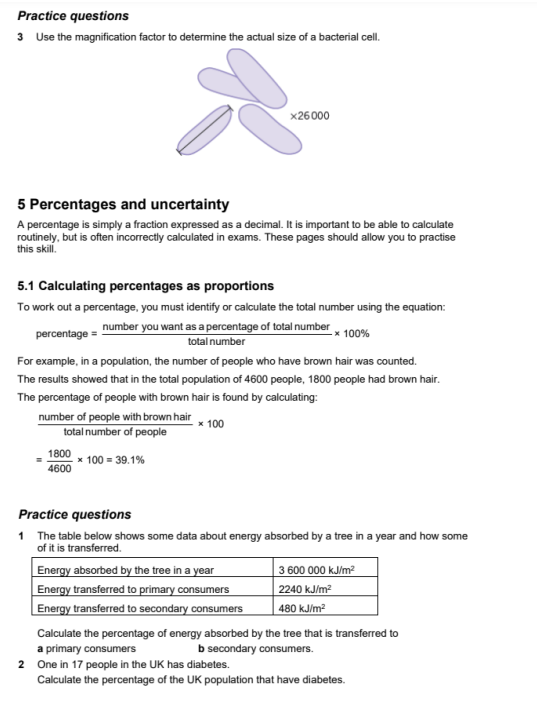 Practice questions
3 Use the magnification factor to determine the actual size of a bacterial cell.
×26 000
5 Percentages and uncertainty
A percentage is simply a fraction expressed as a decimal. It is important to be able to calculate
routinely, but is often incorrectly calculated in exams. These pages should allow you to practise
this skill.
5.1 Calculating percentages as proportions
To work out a percentage, you must identify or calculate the total number using the equation:
percentage = number you want as a percentage of total number
total number
× 100%
For example, in a population, the number of people who have brown hair was counted.
The results showed that in the total population of 4600 people, 1800 people had brown hair.
The percentage of people with brown hair is found by calculating:
number of people with brown hair
total number of people
× 100
= 1800
4600
× 100 = 39.1%
Practice questions
1 The table below shows some data about energy absorbed by a tree in a year and how some
of it is transferred.
Energy absorbed by the tree in a year 3 600 000 kJ/m²
Energy transferred to primary consumers 2240 kJ/m²
Energy transferred to secondary consumers 480 kJ/m²
Calculate the percentage of energy absorbed by the tree that is transferred to
a primary consumers b secondary consumers.
2 One in 17 people in the UK has diabetes.
Calculate the percentage of the UK population that have diabetes.